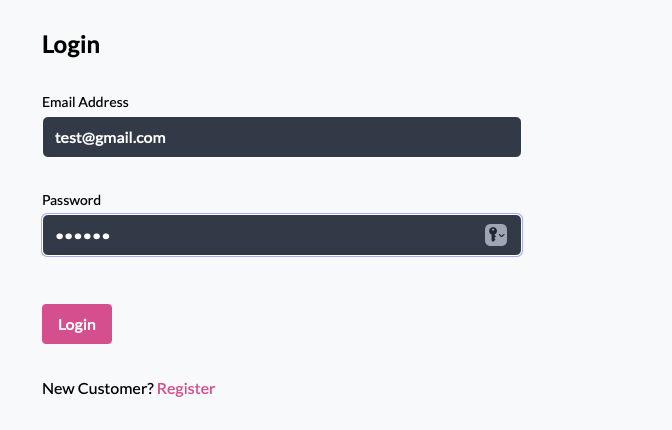 Login
Email Address
test@gmail.com
Password
••••••
Login
New Customer? Register